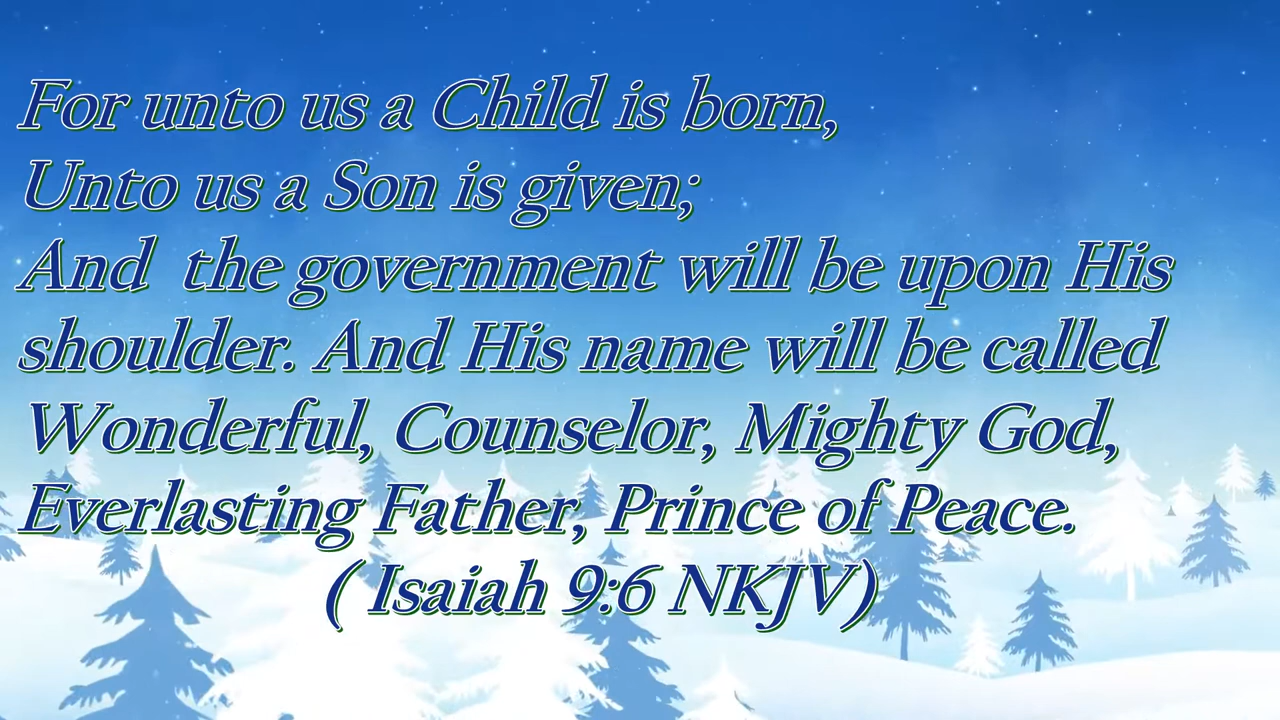 For unto us a Child is born,
Unto us a Son is given;
And  the government will be upon His
shoulder. And His name will be called
Wonderful, Counselor, Mighty God,
Everlasting Father, Prince of Peace.
( Isaiah 9:6 NKJV)